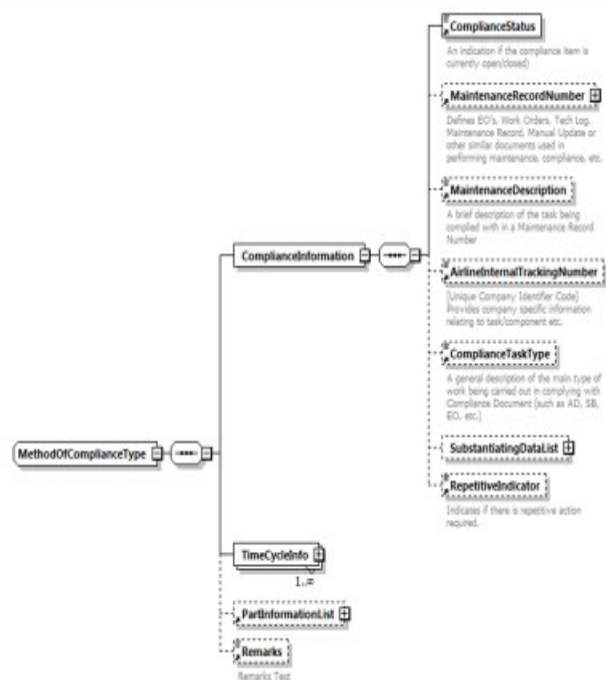 ComplianceStatus
An indication if the compliance item is
currently open/closed)
MaintenanceRecordNumber
Defines EO's, Work Orders, Tech Log,
Maintenance Record, Manual Update or
other similar documents used in
performing maintenance, compliance, etc.
MaintenanceDescription
A brief description of the task being
complied with in a Maintenance Record
Number
ComplianceInformation
AirlineInternalTrackingNumber
(Unique Company Identifier Code)
Provides company specific information
relating to task/component etc.
ComplianceTaskType
A general description of the main type of
work being carried out in complying with
Compliance Document (such as AD, SB,
EO, etc.)
MethodOfComplianceType
SubstantiatingDataList
RepetitiveIndicator
Indicates if there is repetitive action
required.
TimeCycleInfo
1..∞
PartInformationList
Remarks
Remarks Text